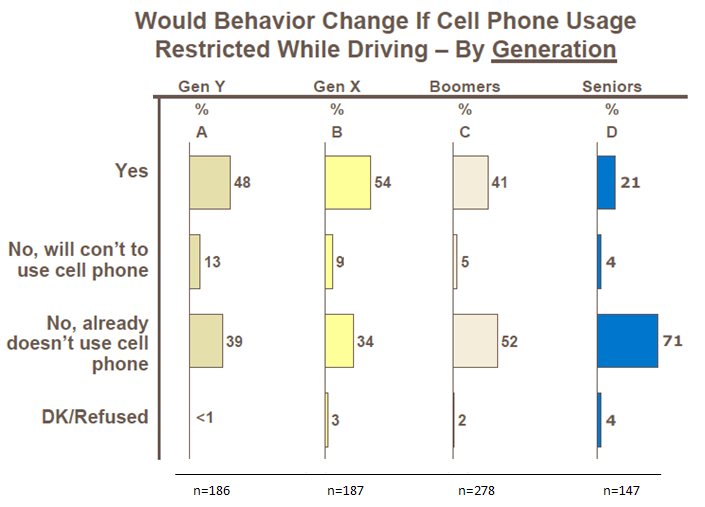 Would Behavior Change If Cell Phone Usage
Restricted While Driving – By Generation
Gen Y Gen X Boomers Seniors
% % % %
A B C D
Yes 48 54 41 21
No, will con’t to
use cell phone 13 9 5 4
No, already
doesn’t use cell
phone 39 34 52 71
DK/Refused <1 3 2 4
n=186 n=187 n=278 n=147